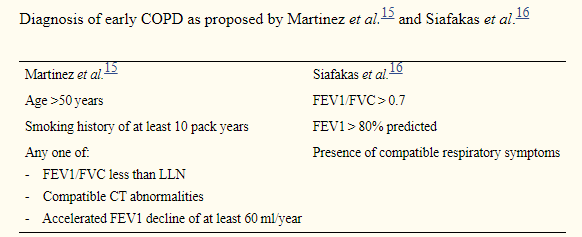 Diagnosis of early COPD as proposed by Martinez et al.15 and Siafakas et al.16
Martinez et al.15 Siafakas et al.16
Age >50 years FEV1/FVC > 0.7
Smoking history of at least 10 pack years FEV1 > 80% predicted
Any one of: Presence of compatible respiratory symptoms
- FEV1/FVC less than LLN
- Compatible CT abnormalities
- Accelerated FEV1 decline of at least 60 ml/year